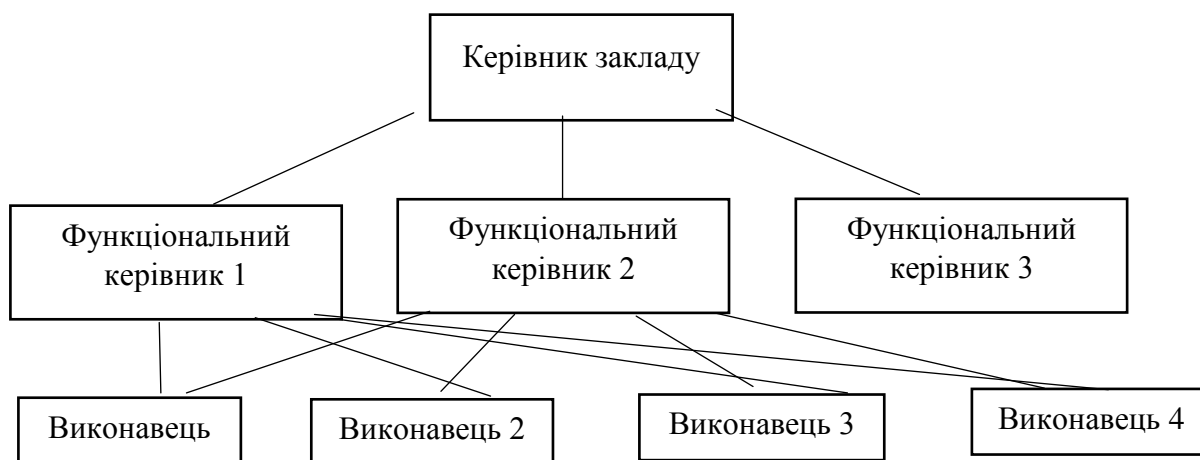 Керівник закладу
Функціональний
керівник 1
Функціональний
керівник 2
Функціональний
керівник 3
Виконавець
Виконавець 2
Виконавець 3
Виконавець 4